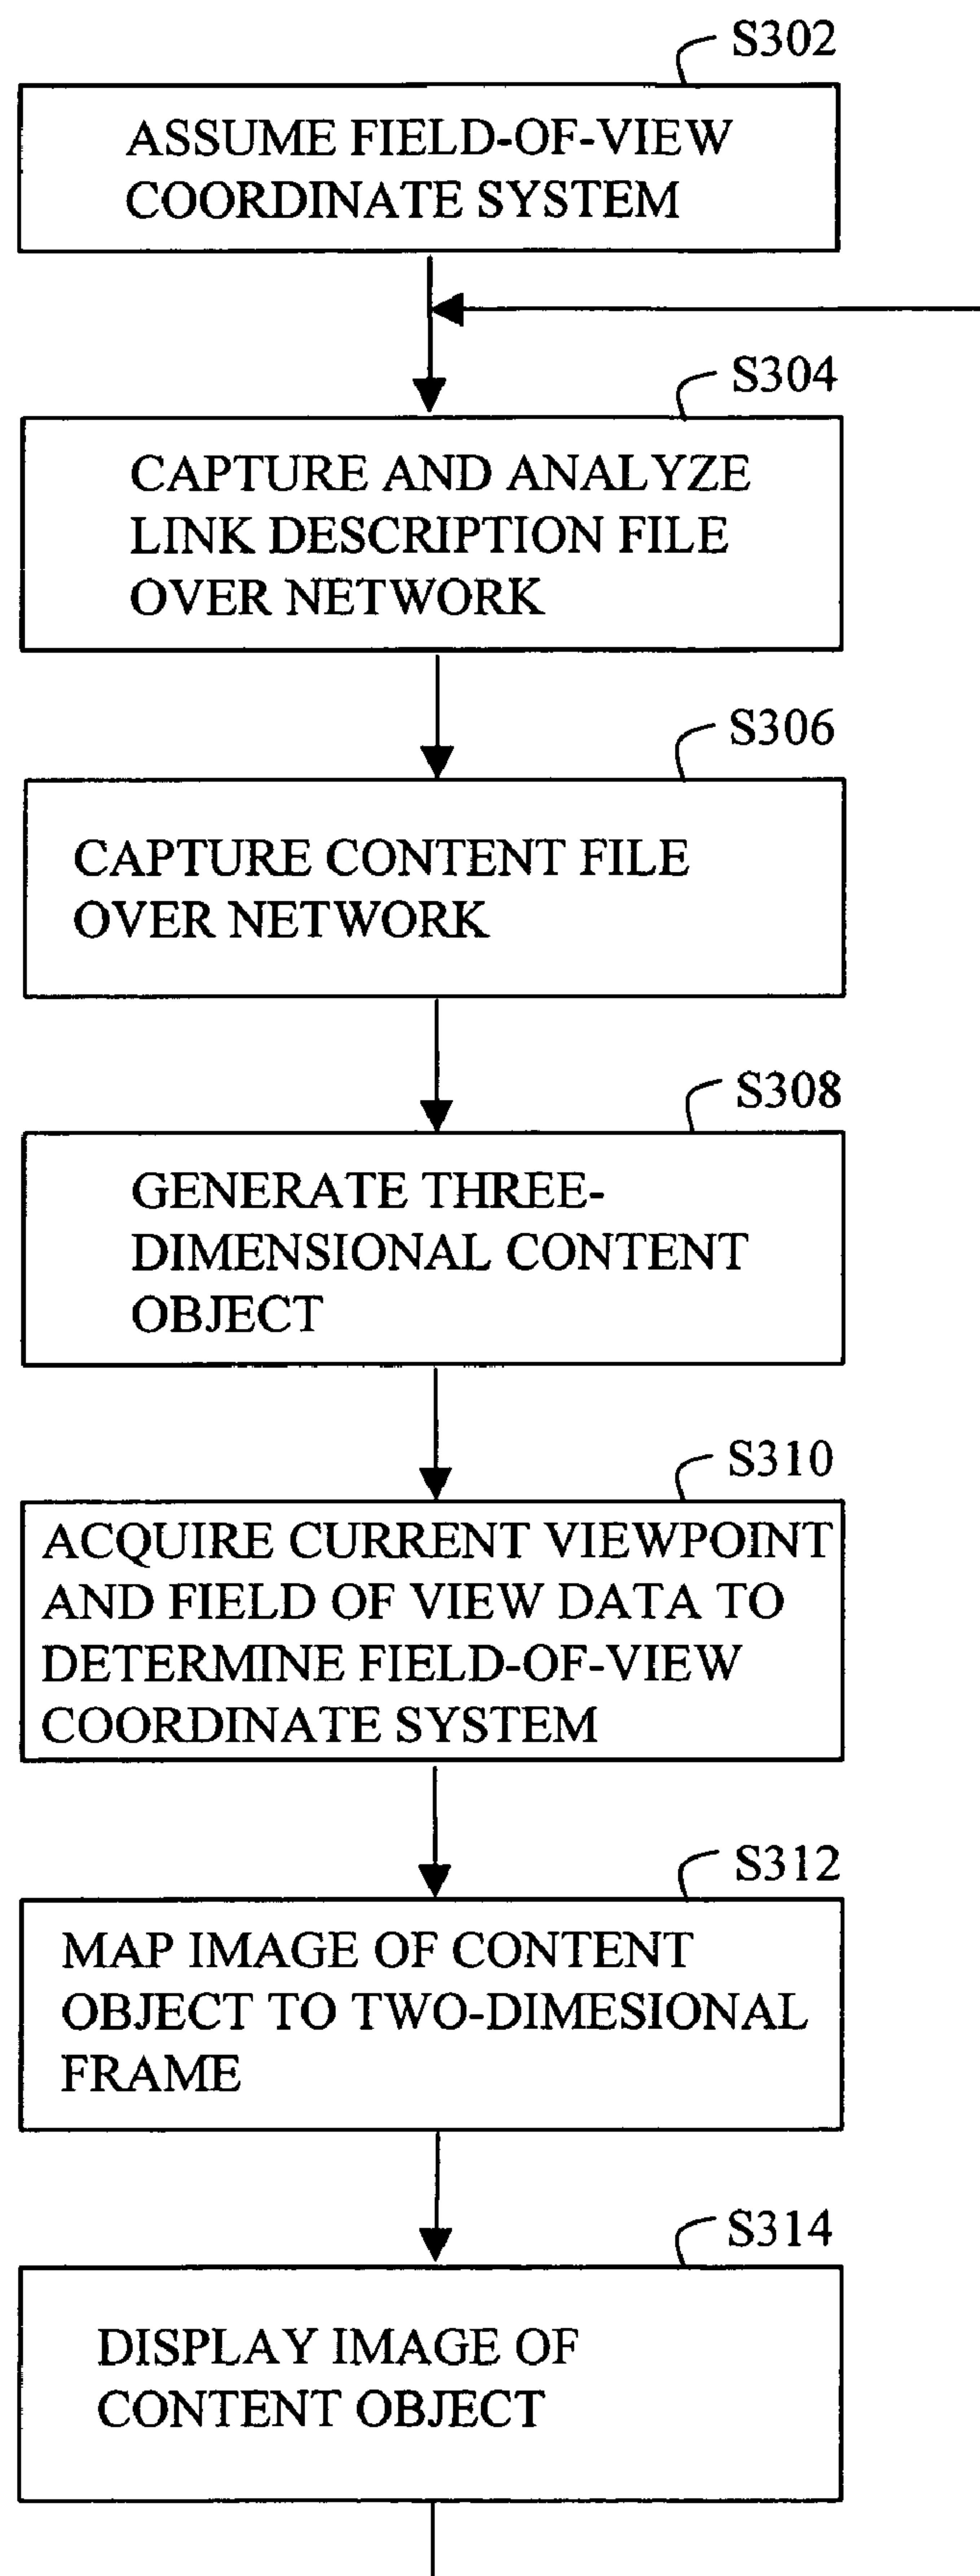 S302
ASSUME FIELD-OF-VIEW
COORDINATE SYSTEM
S304
CAPTURE AND ANALYZE
LINK DESCRIPTION FILE
OVER NETWORK
S306
CAPTURE CONTENT FILE
OVER NETWORK
S308
GENERATE THREE-
DIMENSIONAL CONTENT
OBJECT
S310
ACQUIRE CURRENT VIEWPOINT
AND FIELD OF VIEW DATA TO
DETERMINE FIELD-OF-VIEW
COORDINATE SYSTEM
S312
MAP IMAGE OF CONTENT
OBJECT TO TWO-DIMESIONAL
FRAME
S314
DISPLAY IMAGE OF
CONTENT OBJECT